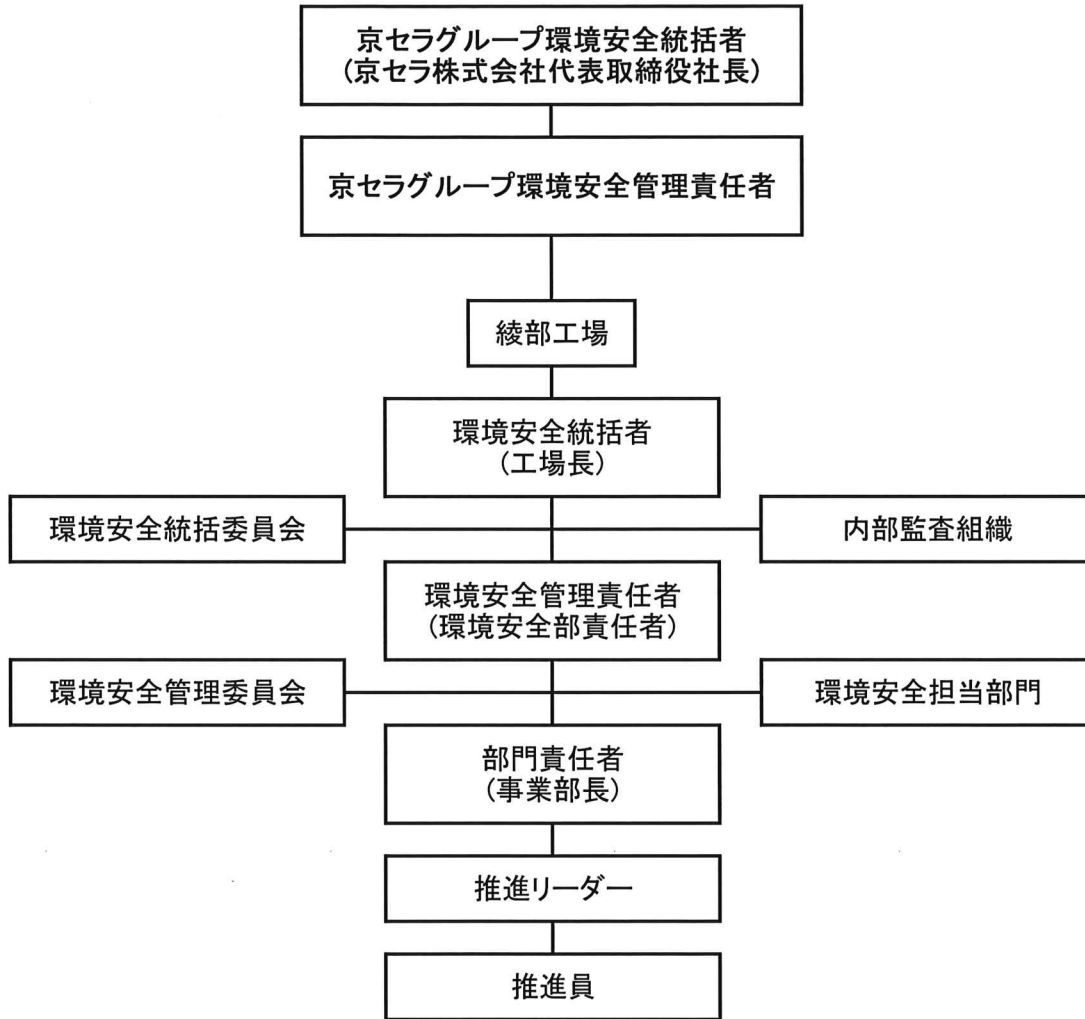 京セラグループ環境安全統括者
(京セラ株式会社代表取締役社長)
京セラグループ環境安全管理責任者
綾部工場
環境安全統括者
(工場長)
環境安全統括委員会
内部監査組織
環境安全管理責任者
(環境安全部責任者)
環境安全管理委員会
環境安全担当部門
部門責任者
(事業部長)
推進リーダー
推進員